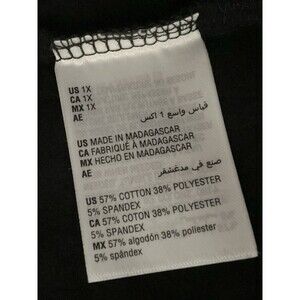 US 1X
CA 1X
MX 1X
AE
قياس واسع ١ اكس
US MADE IN MADAGASCAR
CA FABRIQUÉ À MADAGASCAR
MX HECHO EN MADAGASCAR
AE
صنع في مدغشقر
US 57% COTTON 38% POLYESTER
5% SPANDEX
CA 57% COTON 38% POLYESTER
5% SPANDEX
MX 57% algodón 38% poliester
5% spándex